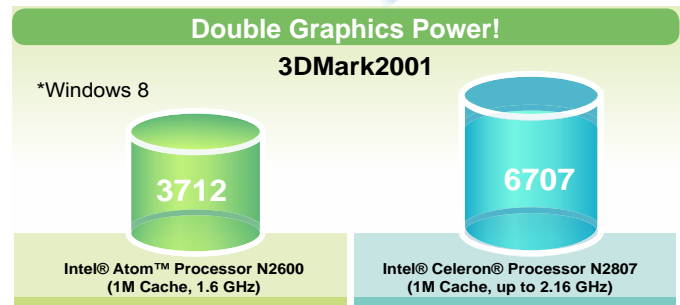 Double Graphics Power!
3DMark2001
*Windows 8
3712
6707
Intel® Atom™ Processor N2600
(1M Cache, 1.6 GHz)
Intel® Celeron® Processor N2807
(1M Cache, up to 2.16 GHz)